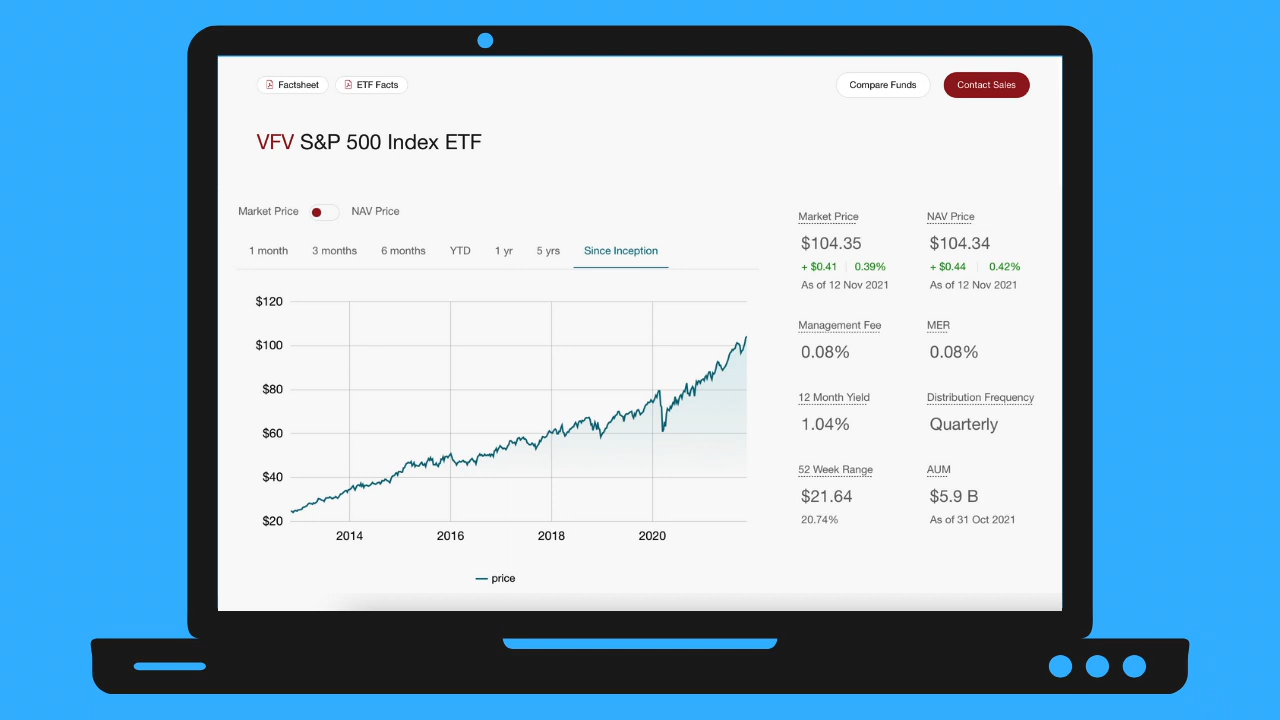 Factsheet ETF Facts Compare Funds Contact Sales
VFV S&P 500 Index ETF
Market Price NAV Price
1 month 3 months 6 months YTD 1 yr 5 yrs Since Inception
$120
$100
$80
$60
$40
$20
2014 2016 2018 2020
price
Market Price NAV Price
$104.35 $104.34
+ $0.41 0.39% + $0.44 0.42%
As of 12 Nov 2021 As of 12 Nov 2021
Management Fee MER
0.08% 0.08%
12 Month Yield Distribution Frequency
1.04% Quarterly
52 Week Range AUM
$21.64 $5.9 B
20.74% As of 31 Oct 2021